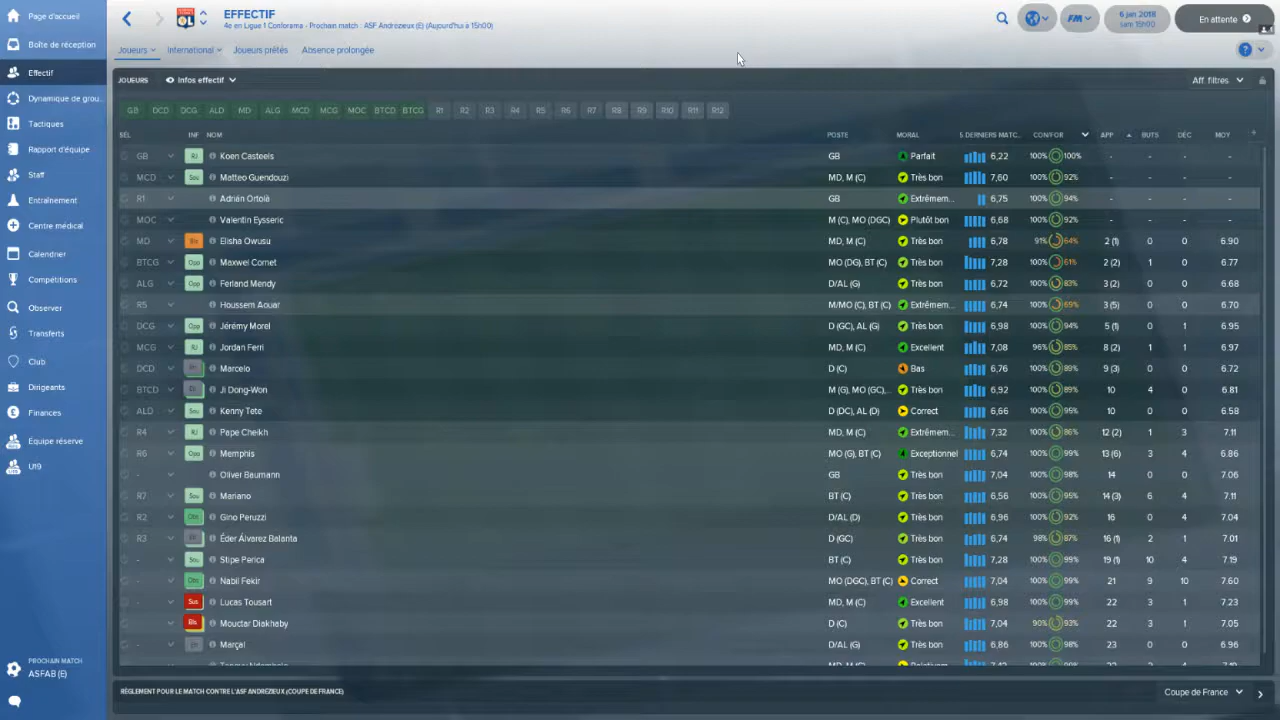 Page d'accueil
EFFECTIF
4e en Ligue 1 Conforama - Prochain match : ASF Andrézieux (E) (Aujourd'hui à 15h00)
FM
6 jan 2018
sam 15h00
En attente
Boîte de réception
Joueurs International Joueurs prêtés Absence prolongée
Effectif
Dynamique de grou...
Tactiques
Rapport d'équipe
Staff
Entraînement
Centre médical
Calendrier
Compétitions
Observer
Transferts
Club
Dirigeants
Finances
Équipe réserve
U19
PROCHAIN MATCH
ASFAB (E)
JOUEURS Infos effectif Aff. filtres
GB DCD DCG ALD MD ALG MCD MCG MOC BTCD BTCG R1 R2 R3 R4 R5 R6 R7 R8 R9 R10 R11 R12
SÉL INF NOM POSTE MORAL 5 DERNIERS MATC... CON/FOR APP BUTS DÉC MOY
GB RJ Koen Casteels GB Parfait 6,22 100% 100% - - - -
MCD Sou Matteo Guendouzi MD, M (C) Très bon 7,60 100% 92% - - - -
R1 Adrián Ortolá GB Extrêmem... 6,75 100% 94% - - - -
MOC Valentin Eysseric M (C), MO (DGC) Plutôt bon 6,68 100% 92% - - - -
MD Elisha Owusu MD, M (C) Très bon 6,78 91% 64% 2 (1) 0 0 6.90
BTCG Opp Maxwel Cornet MO (DG), BT (C) Très bon 7,28 100% 61% 2 (2) 1 0 6.77
ALG Opp Ferland Mendy D/AL (G) Très bon 6,72 100% 83% 3 (2) 0 0 6.68
R5 Houssem Aouar M/MO (C), BT (C) Extrêmem... 6,74 100% 69% 3 (5) 0 0 6.70
DCG Opp Jérémy Morel D (GC), AL (G) Très bon 6,98 100% 94% 5 (1) 0 1 6.95
MCG RJ Jordan Ferri MD, M (C) Excellent 7,08 96% 85% 8 (2) 0 1 6.97
DCD Marcelo D (C) Bas 6,76 100% 89% 9 (3) 0 1 6.72
BTCD Ji Dong-Won M (G), MO (GC),... Très bon 6,92 100% 89% 10 4 0 6.81
ALD Sou Kenny Tete D (DC), AL (D) Correct 6,66 100% 95% 10 0 0 6.58
R4 RJ Pape Cheikh MD, M (C) Extrêmem... 7,32 100% 86% 12 (2) 1 3 7.11
R6 Opp Memphis MO (G), BT (C) Exceptionnel 6,74 100% 99% 13 (6) 3 4 6.86
- Oliver Baumann GB Très bon 7,04 100% 98% 14 0 0 7.06
R7 Sou Mariano BT (C) Très bon 6,56 100% 95% 14 (3) 6 4 7.11
R2 Obs Gino Peruzzi D/AL (D) Très bon 6,96 100% 92% 16 0 4 7.04
R3 Éder Álvarez Balanta D (GC) Très bon 6,74 98% 87% 16 (1) 2 1 7.01
- Sou Stipe Perica BT (C) Très bon 7,28 100% 99% 19 (1) 10 4 7.19
- Obs Nabil Fekir MO (DGC), BT (C) Correct 7,04 100% 99% 21 9 10 7.60
- Sus Lucas Tousart MD, M (C) Excellent 6,98 100% 99% 22 3 1 7.23
- Bls Mouctar Diakhaby D (C) Très bon 7,04 90% 93% 22 3 1 7.05
- Marçal D/AL (G) Très bon 6,86 100% 98% 23 0 0 6.96
RÈGLEMENT POUR LE MATCH CONTRE L'ASF ANDRÉZIEUX (COUPE DE FRANCE) Coupe de France